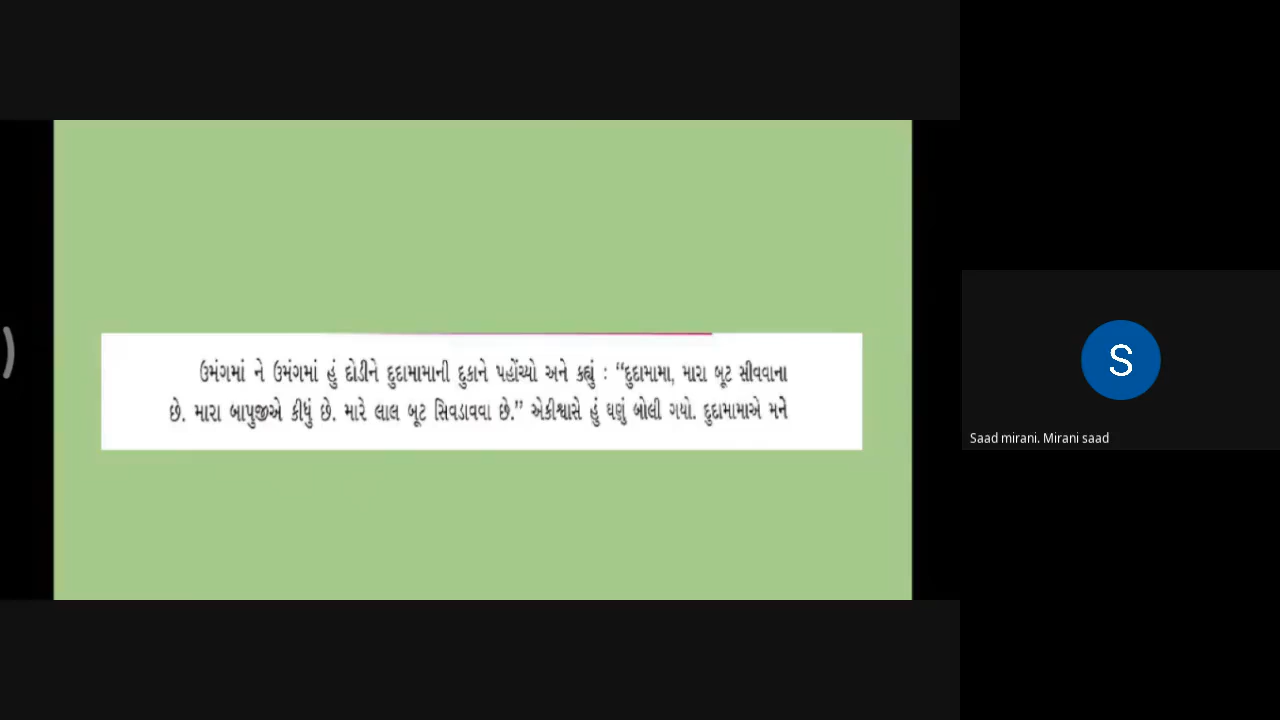 ઉમંગમાં ને ઉમંગમાં હું દોડીને દુદામામાની દુકાને પહોંચ્યો અને કહ્યું : “દુદામામા, મારા બૂટ સીવવાના
છે. મારા બાપુજીએ કીધું છે. મારે લાલ બૂટ સિવડાવવા છે.” એકીશ્વાસે હું ઘણું બોલી ગયો. દુદામામાએ મને
S
Saad mirani. Mirani saad